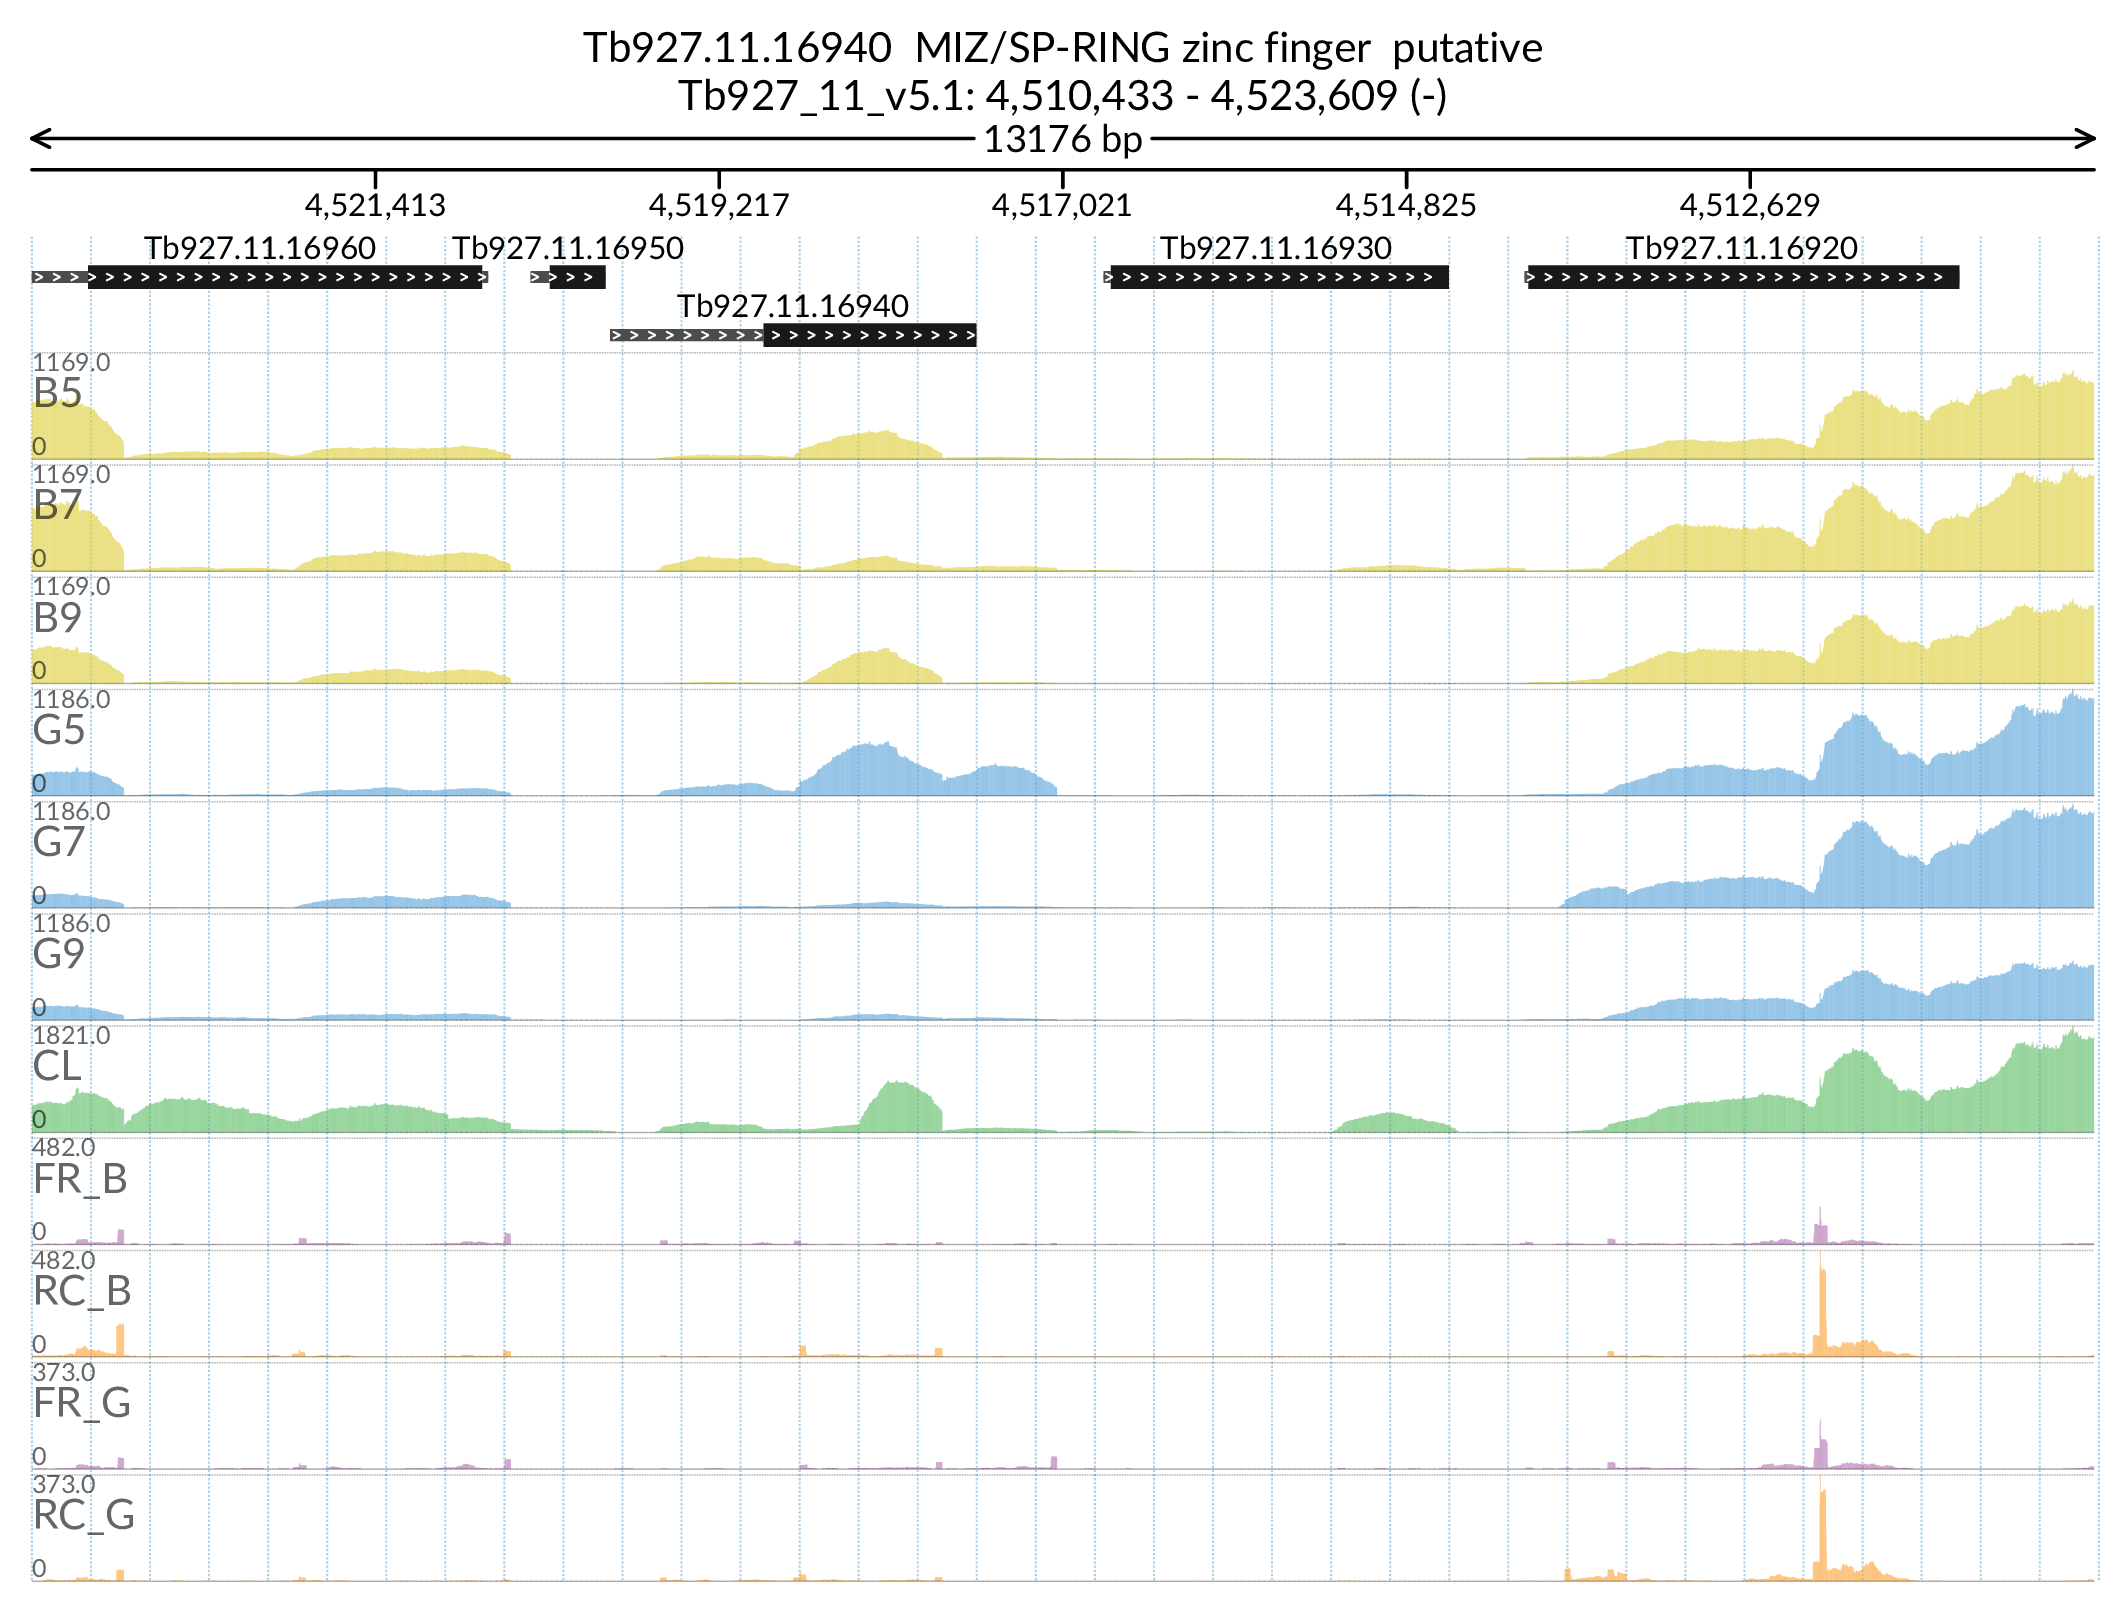 Tb927.11.16940  MIZ/SP-RING zinc finger  putative
Tb927_11_v5.1: 4,510,433 - 4,523,609 (-)
13176 bp
4,521,413 4,519,217 4,517,021 4,514,825 4,512,629
Tb927.11.16960 Tb927.11.16950 Tb927.11.16930 Tb927.11.16920
Tb927.11.16940
1169.0
B5
0
1169.0
B7
0
1169.0
B9
0
1186.0
G5
0
1186.0
G7
0
1186.0
G9
0
1821.0
CL
0
482.0
FR_B
0
482.0
RC_B
0
373.0
FR_G
0
373.0
RC_G
0